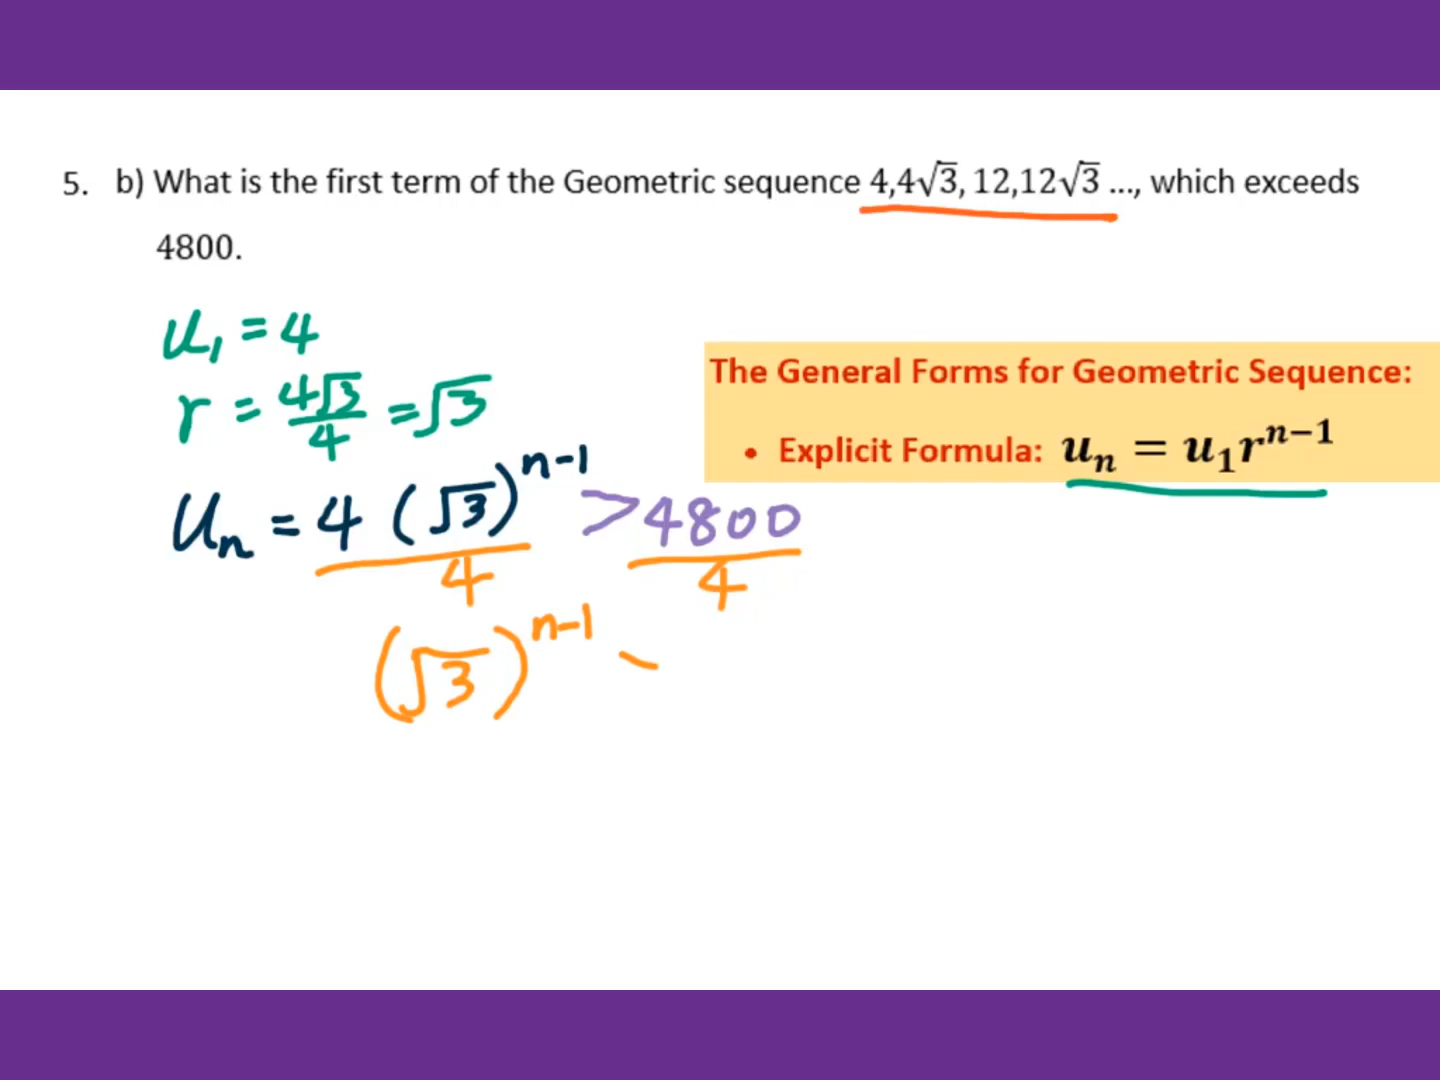 5. b) What is the first term of the Geometric sequence 4,4√3, 12,12√3 ..., which exceeds
4800.
u₁ = 4
The General Forms for Geometric Sequence:
r = 4√3/4 = √3
• Explicit Formula: uₙ = u₁rⁿ⁻¹
uₙ = 4 (√3)ⁿ⁻¹ > 4800
4 4
(√3)ⁿ⁻¹